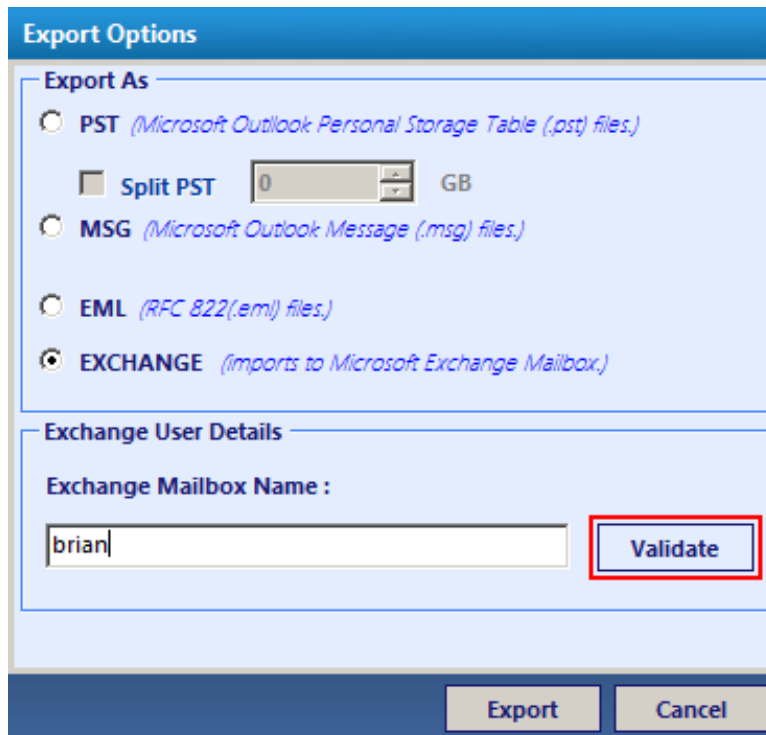 Export Options
Export As
PST (Microsoft Outllook Personal Storage Table (.pst) files.)
Split PST 0 GB
MSG (Microsoft Outlook Message (.msg) files.)
EML (RFC 822(.eml) files.)
EXCHANGE (imports to Microsoft Exchange Mailbox.)
Exchange User Details
Exchange Mailbox Name :
brian Validate
Export Cancel